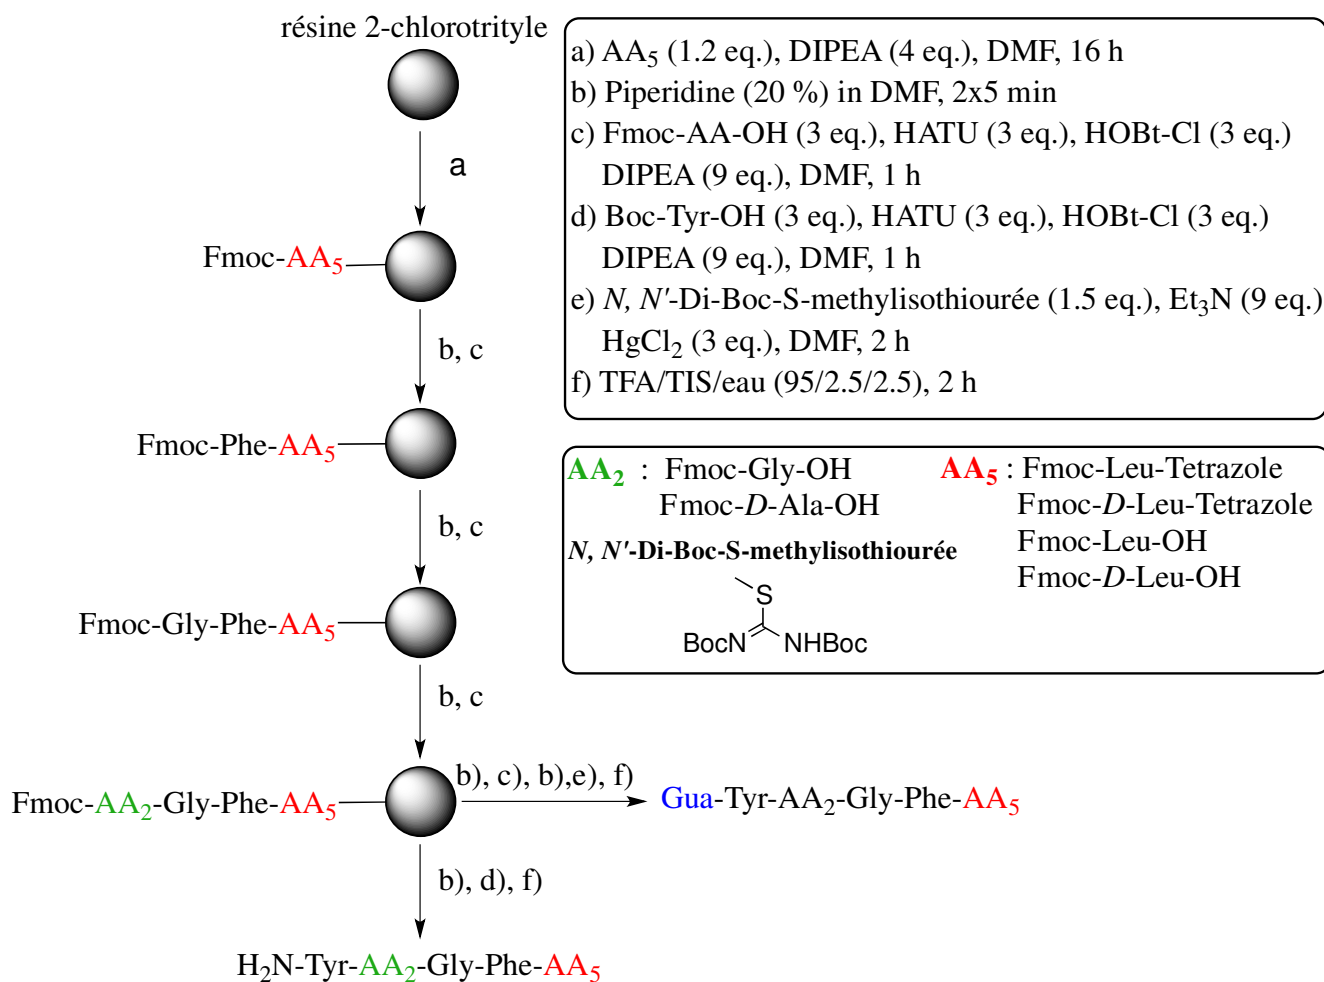 résine 2-chlorotrityle
a
Fmoc-AA5
b, c
Fmoc-Phe-AA5
b, c
Fmoc-Gly-Phe-AA5
b, c
Fmoc-AA2-Gly-Phe-AA5
b), c), b),e), f)
Gua-Tyr-AA2-Gly-Phe-AA5
b), d), f)
H2N-Tyr-AA2-Gly-Phe-AA5
a) AA5 (1.2 eq.), DIPEA (4 eq.), DMF, 16 h
b) Piperidine (20 %) in DMF, 2x5 min
c) Fmoc-AA-OH (3 eq.), HATU (3 eq.), HOBt-Cl (3 eq.)
DIPEA (9 eq.), DMF, 1 h
d) Boc-Tyr-OH (3 eq.), HATU (3 eq.), HOBt-Cl (3 eq.)
DIPEA (9 eq.), DMF, 1 h
e) N, N'-Di-Boc-S-methylisothiourée (1.5 eq.), Et3N (9 eq.)
HgCl2 (3 eq.), DMF, 2 h
f) TFA/TIS/eau (95/2.5/2.5), 2 h
AA2 : Fmoc-Gly-OH
Fmoc-D-Ala-OH
N, N'-Di-Boc-S-methylisothiourée
S
BocN NHBoc
AA5 : Fmoc-Leu-Tetrazole
Fmoc-D-Leu-Tetrazole
Fmoc-Leu-OH
Fmoc-D-Leu-OH